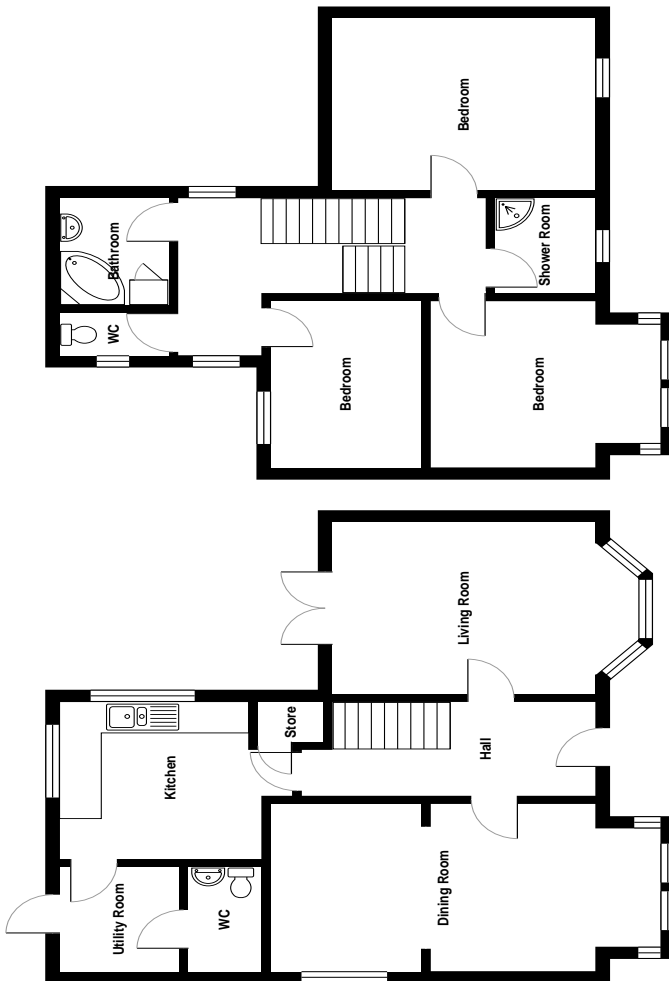 Bedroom
Bathroom
Shower Room
WC
Bedroom
Bedroom
Living Room
Store
Hall
Kitchen
Dining Room
Utility Room
WC